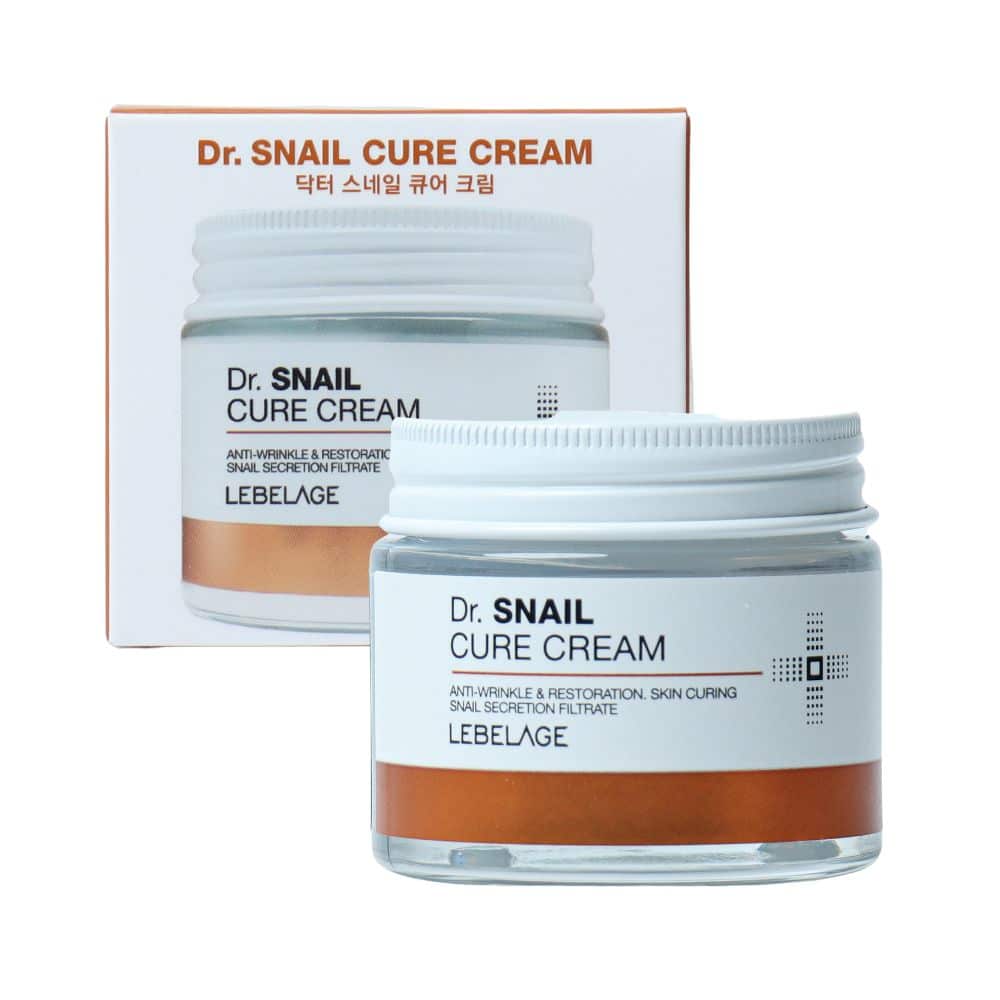 Dr. SNAIL CURE CREAM
닥터 스네일 큐어 크림
Dr. SNAIL
CURE CREAM
ANTI-WRINKLE & RESTORATIO
SNAIL SECRETION FILTRATE
LEBELAGE
Dr. SNAIL
CURE CREAM
ANTI-WRINKLE & RESTORATION. SKIN CURING
SNAIL SECRETION FILTRATE
LEBELAGE